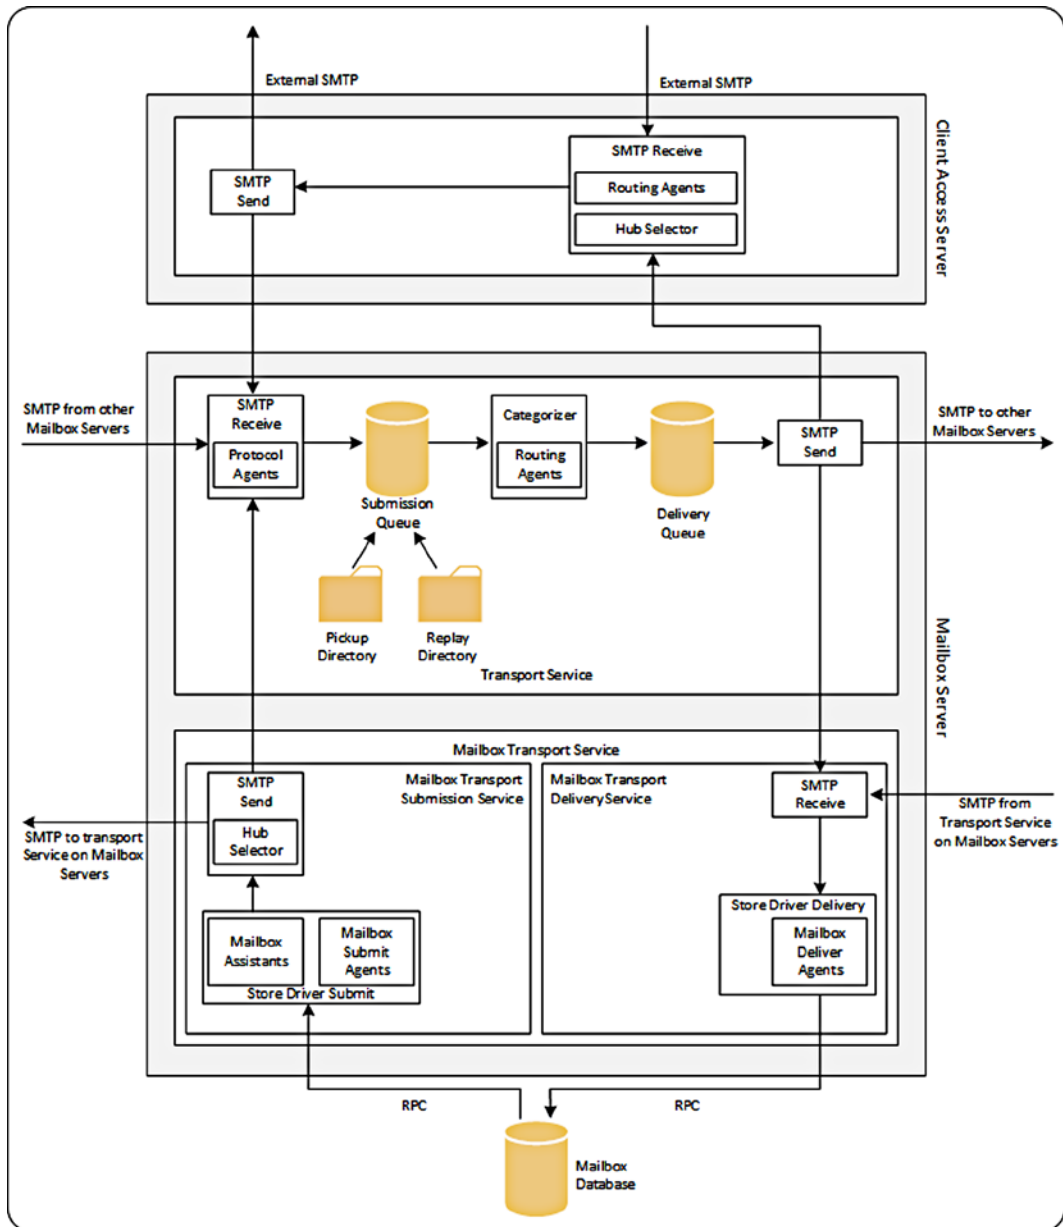 External SMTP
External SMTP
Client Access Server
SMTP Receive
Routing Agents
Hub Selector
SMTP
Send
SMTP from other
Mailbox Servers
SMTP
Receive
Protocol
Agents
Submission
Queue
Categorizer
Routing
Agents
Delivery
Queue
SMTP
Send
SMTP to other
Mailbox Servers
Pickup
Directory
Replay
Directory
Transport Service
Mailbox Server
Mailbox Transport Service
SMTP
Send
Hub
Selector
Mailbox Transport
Submission Service
Mailbox Transport
DeliveryService
SMTP
Receive
SMTP to transport
Service on Mailbox
Servers
SMTP from
Transport Service
on Mailbox Servers
Mailbox
Assistants
Mailbox
Submit
Agents
Store Driver Submit
Store Driver Delivery
Mailbox
Deliver
Agents
RPC
RPC
Mailbox
Database